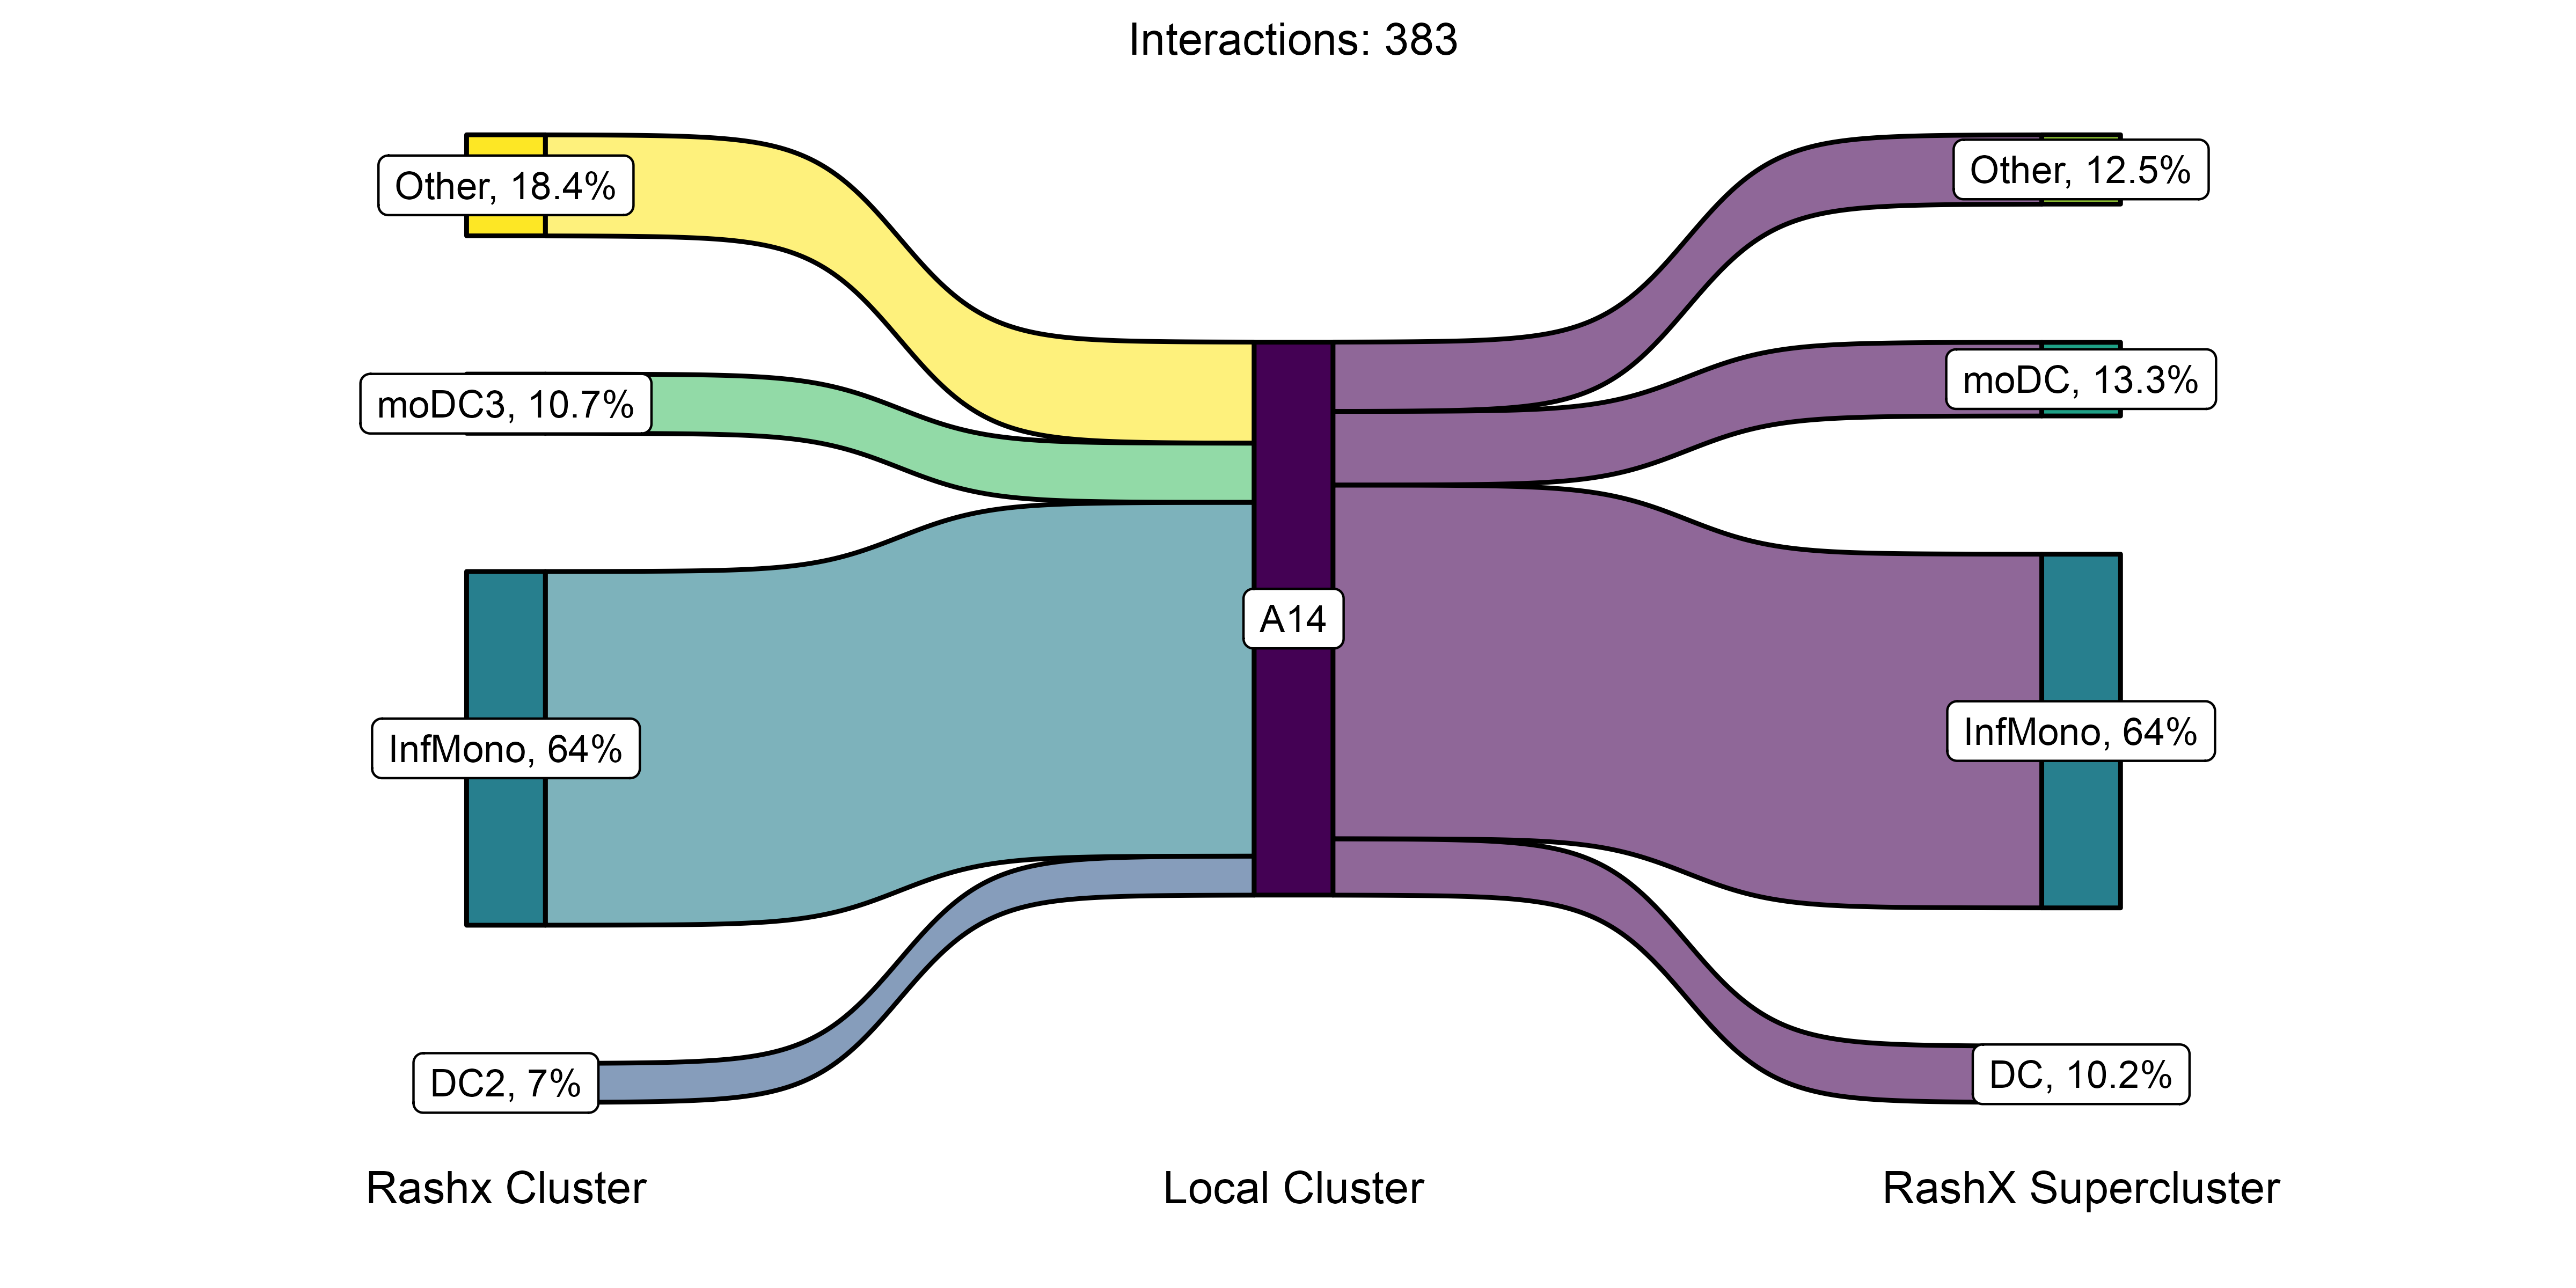 Interactions: 383
Other, 18.4%
moDC3, 10.7%
InfMono, 64%
DC2, 7%
A14
Other, 12.5%
moDC, 13.3%
InfMono, 64%
DC, 10.2%
Rashx Cluster
Local Cluster
RashX Supercluster